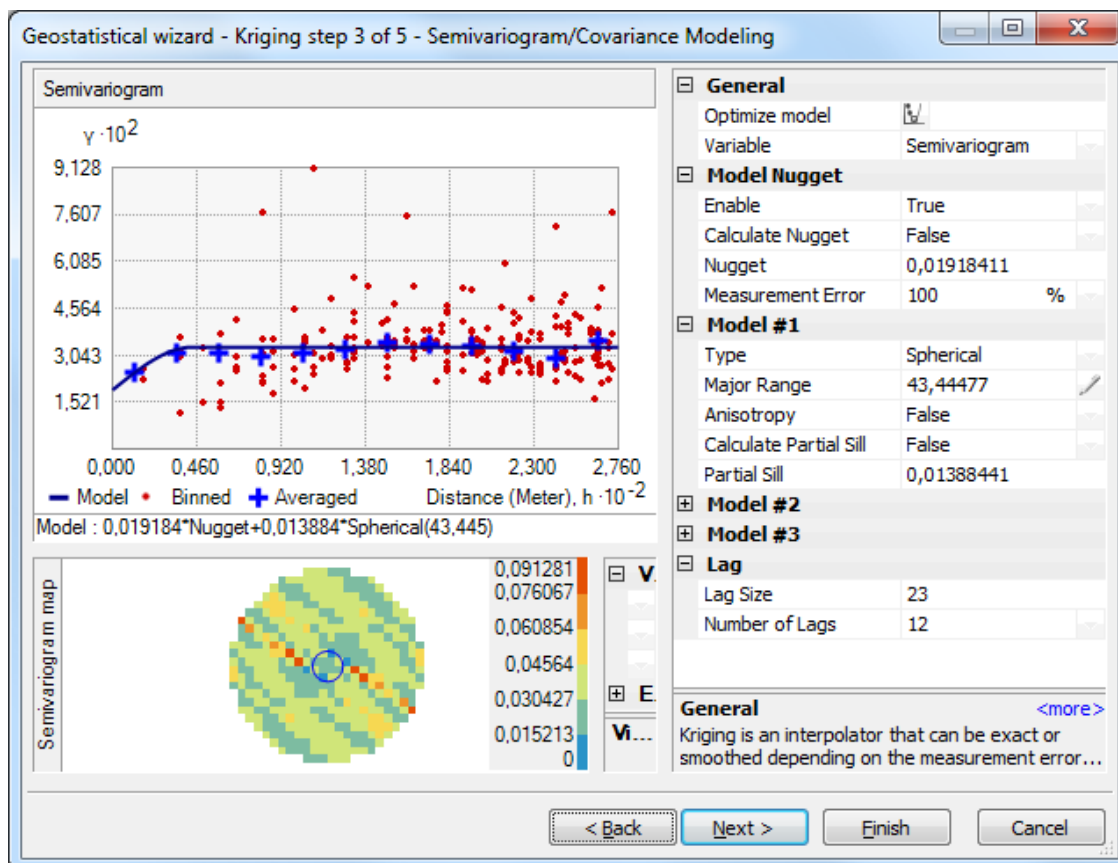 Geostatistical wizard - Kriging step 3 of 5 - Semivariogram/Covariance Modeling
Semivariogram
γ·10²
9,128
7,607
6,085
4,564
3,043
1,521
0,000 0,460 0,920 1,380 1,840 2,300 2,760
Model Binned Averaged Distance (Meter), h·10⁻²
Model : 0,019184*Nugget+0,013884*Spherical(43,445)
Semivariogram map
0,091281
0,076067
0,060854
0,04564
0,030427
0,015213
0
V.
E.
Vi...
General
Optimize model
Variable Semivariogram
Model Nugget
Enable True
Calculate Nugget False
Nugget 0,01918411
Measurement Error 100 %
Model #1
Type Spherical
Major Range 43,44477
Anisotropy False
Calculate Partial Sill False
Partial Sill 0,01388441
Model #2
Model #3
Lag
Lag Size 23
Number of Lags 12
General <more>
Kriging is an interpolator that can be exact or
smoothed depending on the measurement error...
< Back Next > Finish Cancel